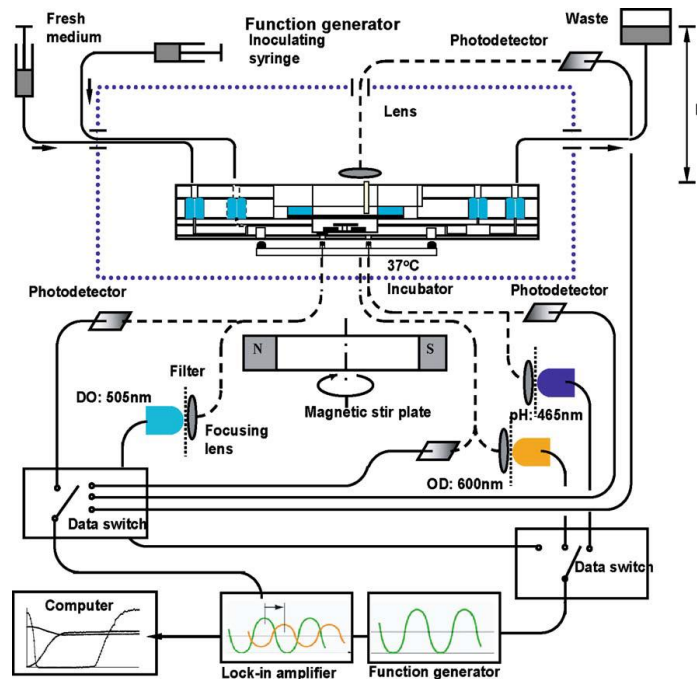 Fresh
medium
Function generator
Inoculating
syringe
Photodetector
Waste
Lens
37°C
Incubator
Photodetector
Photodetector
N
S
Filter
DO: 505nm
Magnetic stir plate
pH: 465nm
Focusing
lens
OD: 600nm
Data switch
Data switch
Computer
Lock-in amplifier
Function generator